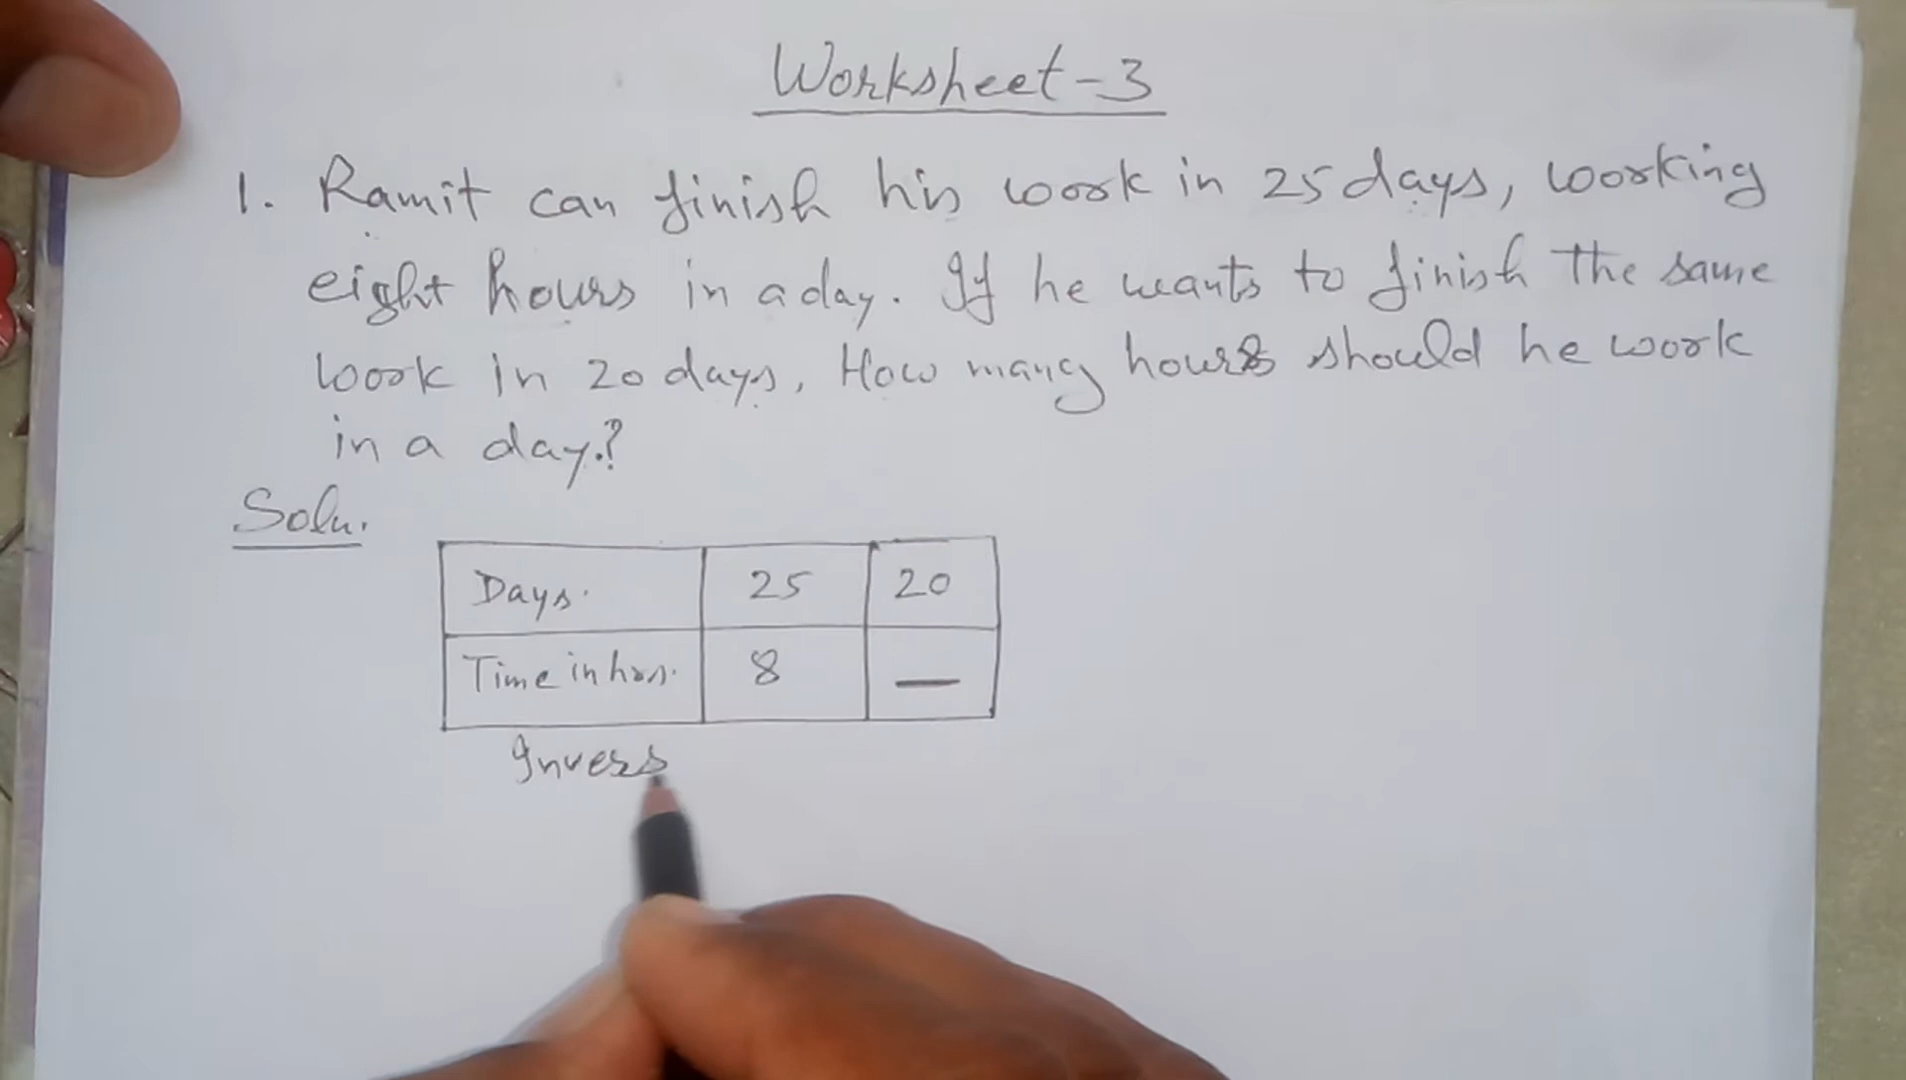 Worksheet-3
1. Ramit can finish his work in 25 days, working
eight hours in a day. If he wants to finish the same
work in 20 days, How many hours should he work
in a day.?
Soln.
Days. 25 20
Time in hrs. 8 —
Invers